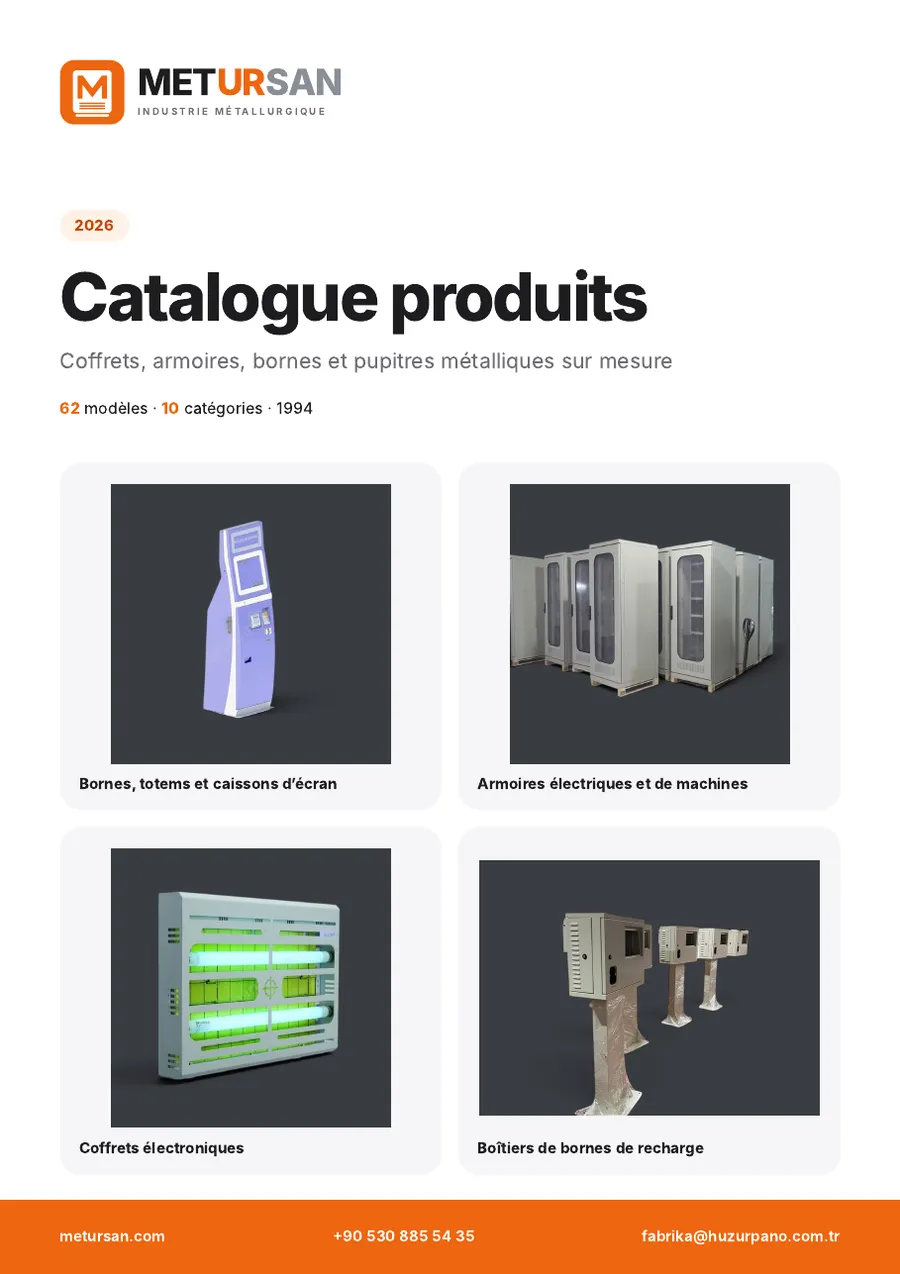 METURSAN
INDUSTRIE MÉTALLURGIQUE
2026
Catalogue produits
Coffrets, armoires, bornes et pupitres métalliques sur mesure
62 modèles · 10 catégories · 1994
Bornes, totems et caissons d’écran
Armoires électriques et de machines
Coffrets électroniques
Boîtiers de bornes de recharge
metursan.com
+90 530 885 54 35
fabrika@huzurpano.com.tr